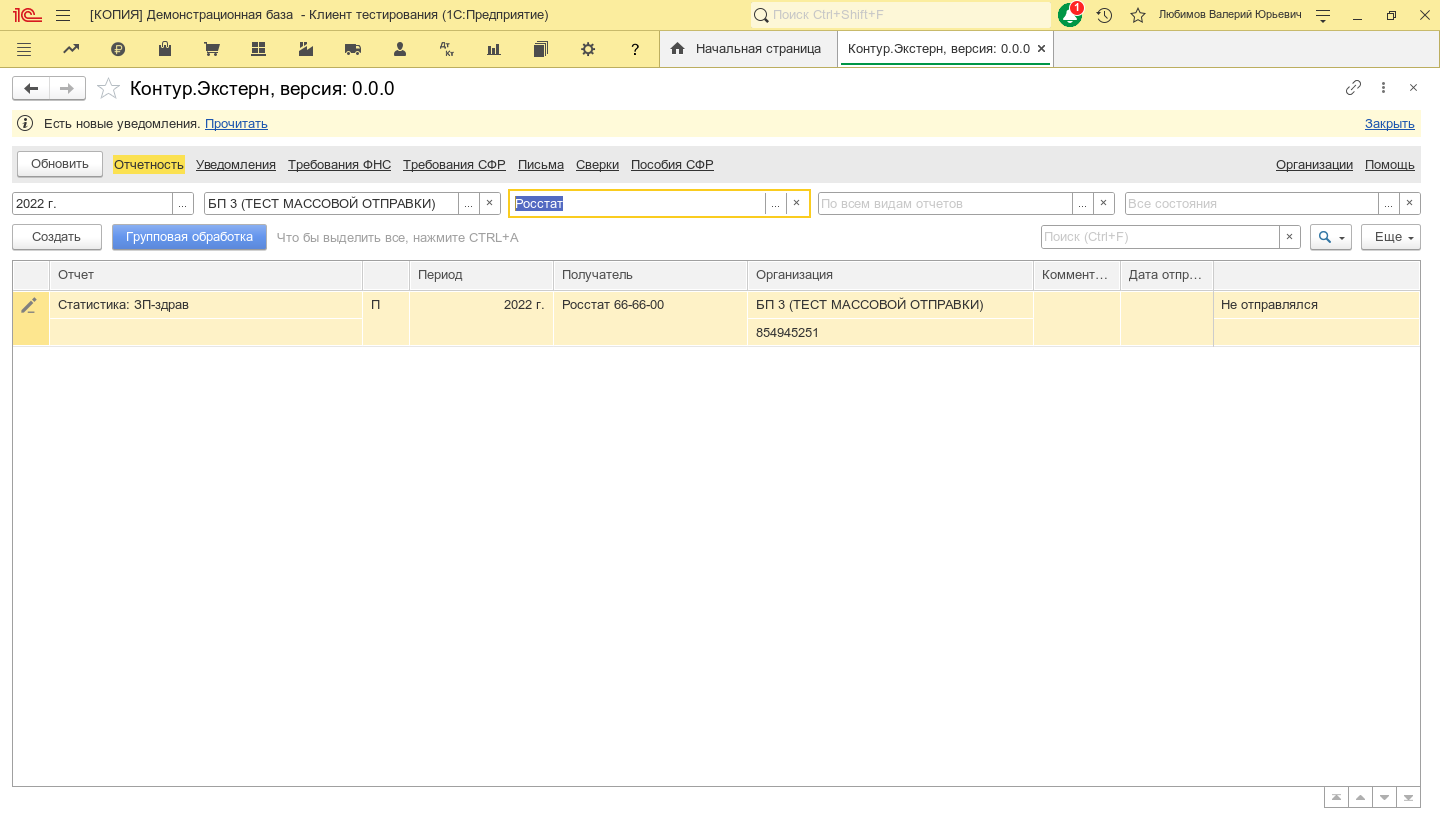 [КОПИЯ] Демонстрационная база - Клиент тестирования (1С:Предприятие)
Поиск Ctrl+Shift+F
1
Любимов Валерий Юрьевич
Дт Кт
?
Начальная страница
Контур.Экстерн, версия: 0.0.0
Контур.Экстерн, версия: 0.0.0
Есть новые уведомления. Прочитать
Закрыть
Обновить
Отчетность
Уведомления
Требования ФНС
Требования СФР
Письма
Сверки
Пособия СФР
Организации
Помощь
2022 г.
...
БП 3 (ТЕСТ МАССОВОЙ ОТПРАВКИ)
...
Росстат
...
По всем видам отчетов
...
Все состояния
...
Создать
Групповая обработка
Что бы выделить все, нажмите CTRL+A
Поиск (Ctrl+F)
Еще
Отчет
Период
Получатель
Организация
Коммент...
Дата отпр...
Статистика: ЗП-здрав
П
2022 г.
Росстат 66-66-00
БП 3 (ТЕСТ МАССОВОЙ ОТПРАВКИ)
Не отправлялся
854945251